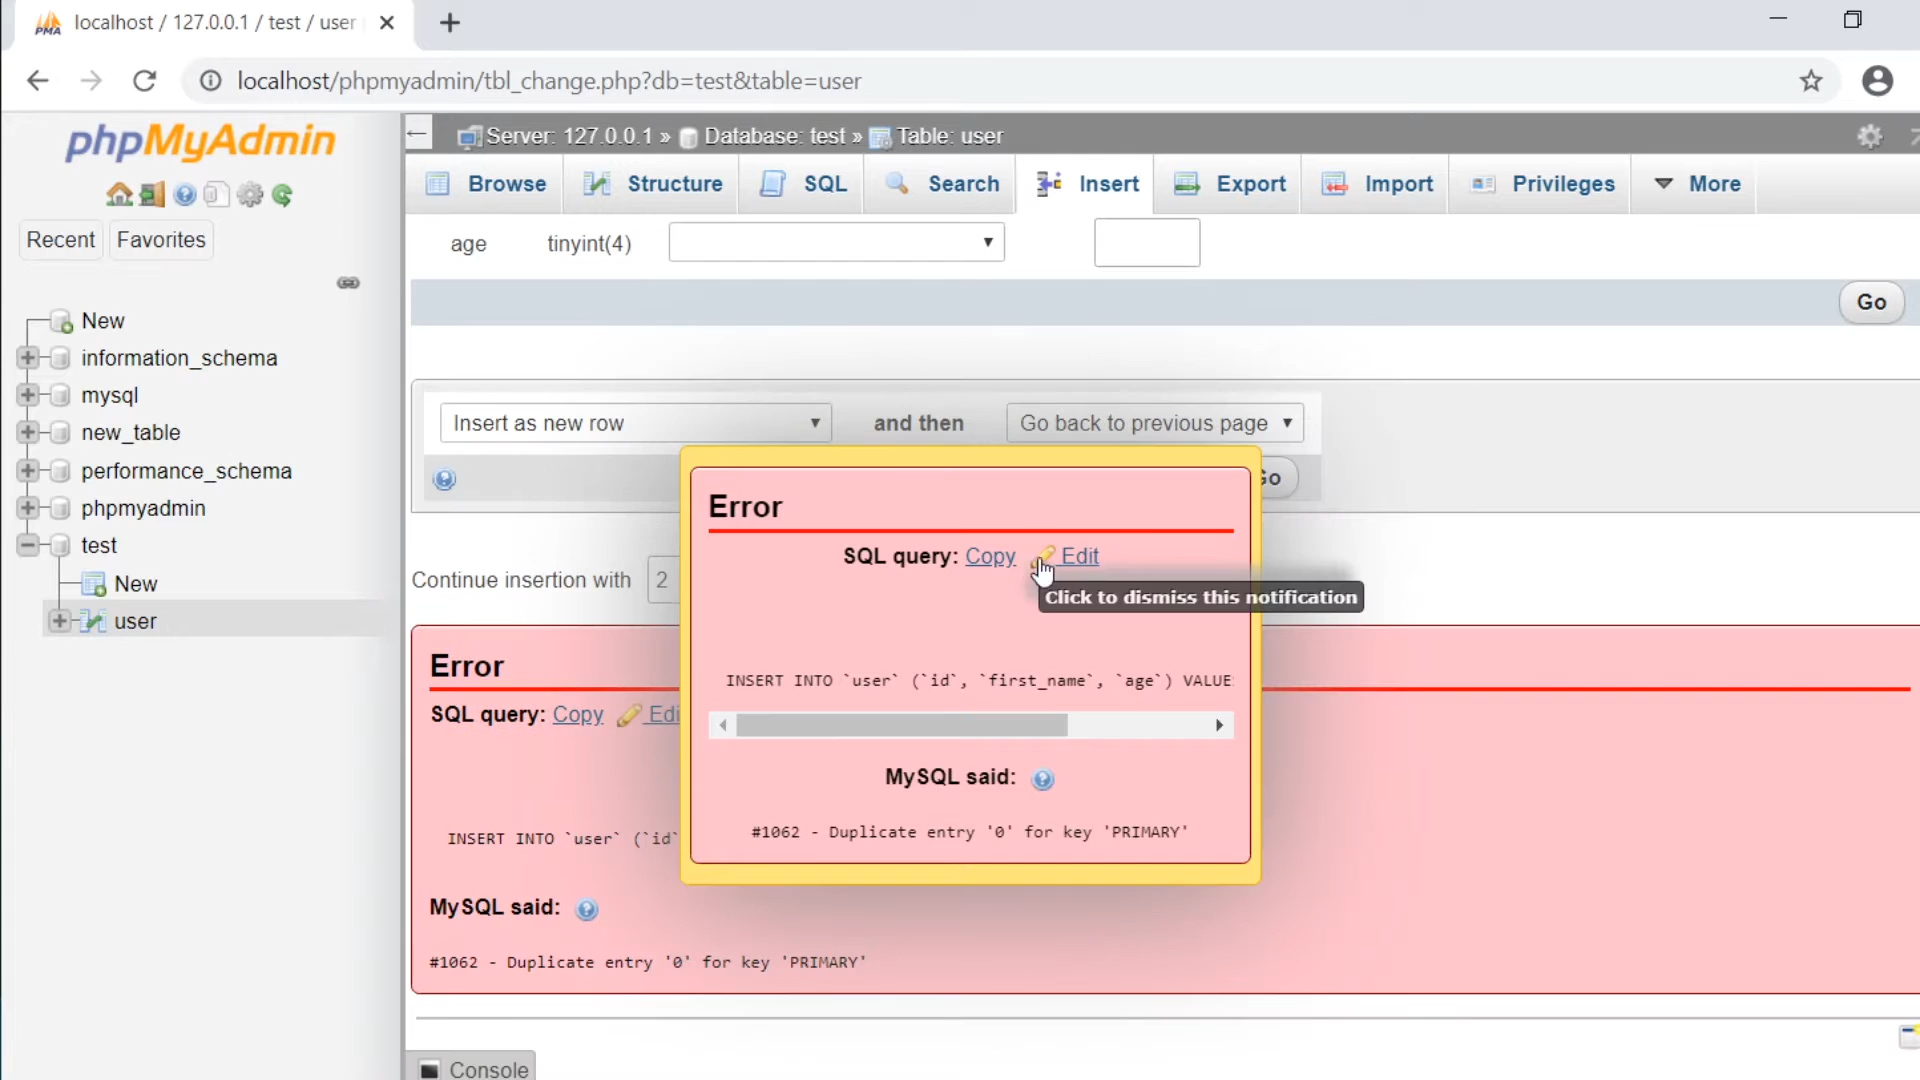 localhost / 127.0.0.1 / test / user
localhost/phpmyadmin/tbl_change.php?db=test&table=user
phpMyAdmin
Recent
Favorites
New
information_schema
mysql
new_table
performance_schema
phpmyadmin
test
New
user
Server: 127.0.0.1 » Database: test » Table: user
Browse Structure SQL Search Insert Export Import Privileges More
age tinyint(4)
Go
Insert as new row and then Go back to previous page
Go
Continue insertion with 2
Error
SQL query: Copy Edit
Click to dismiss this notification
INSERT INTO `user` (`id`, `first_name`, `age`) VALUE
MySQL said:
#1062 - Duplicate entry '0' for key 'PRIMARY'
Error
SQL query: Copy Edi
INSERT INTO `user` (`id`
MySQL said:
#1062 - Duplicate entry '0' for key 'PRIMARY'
Console